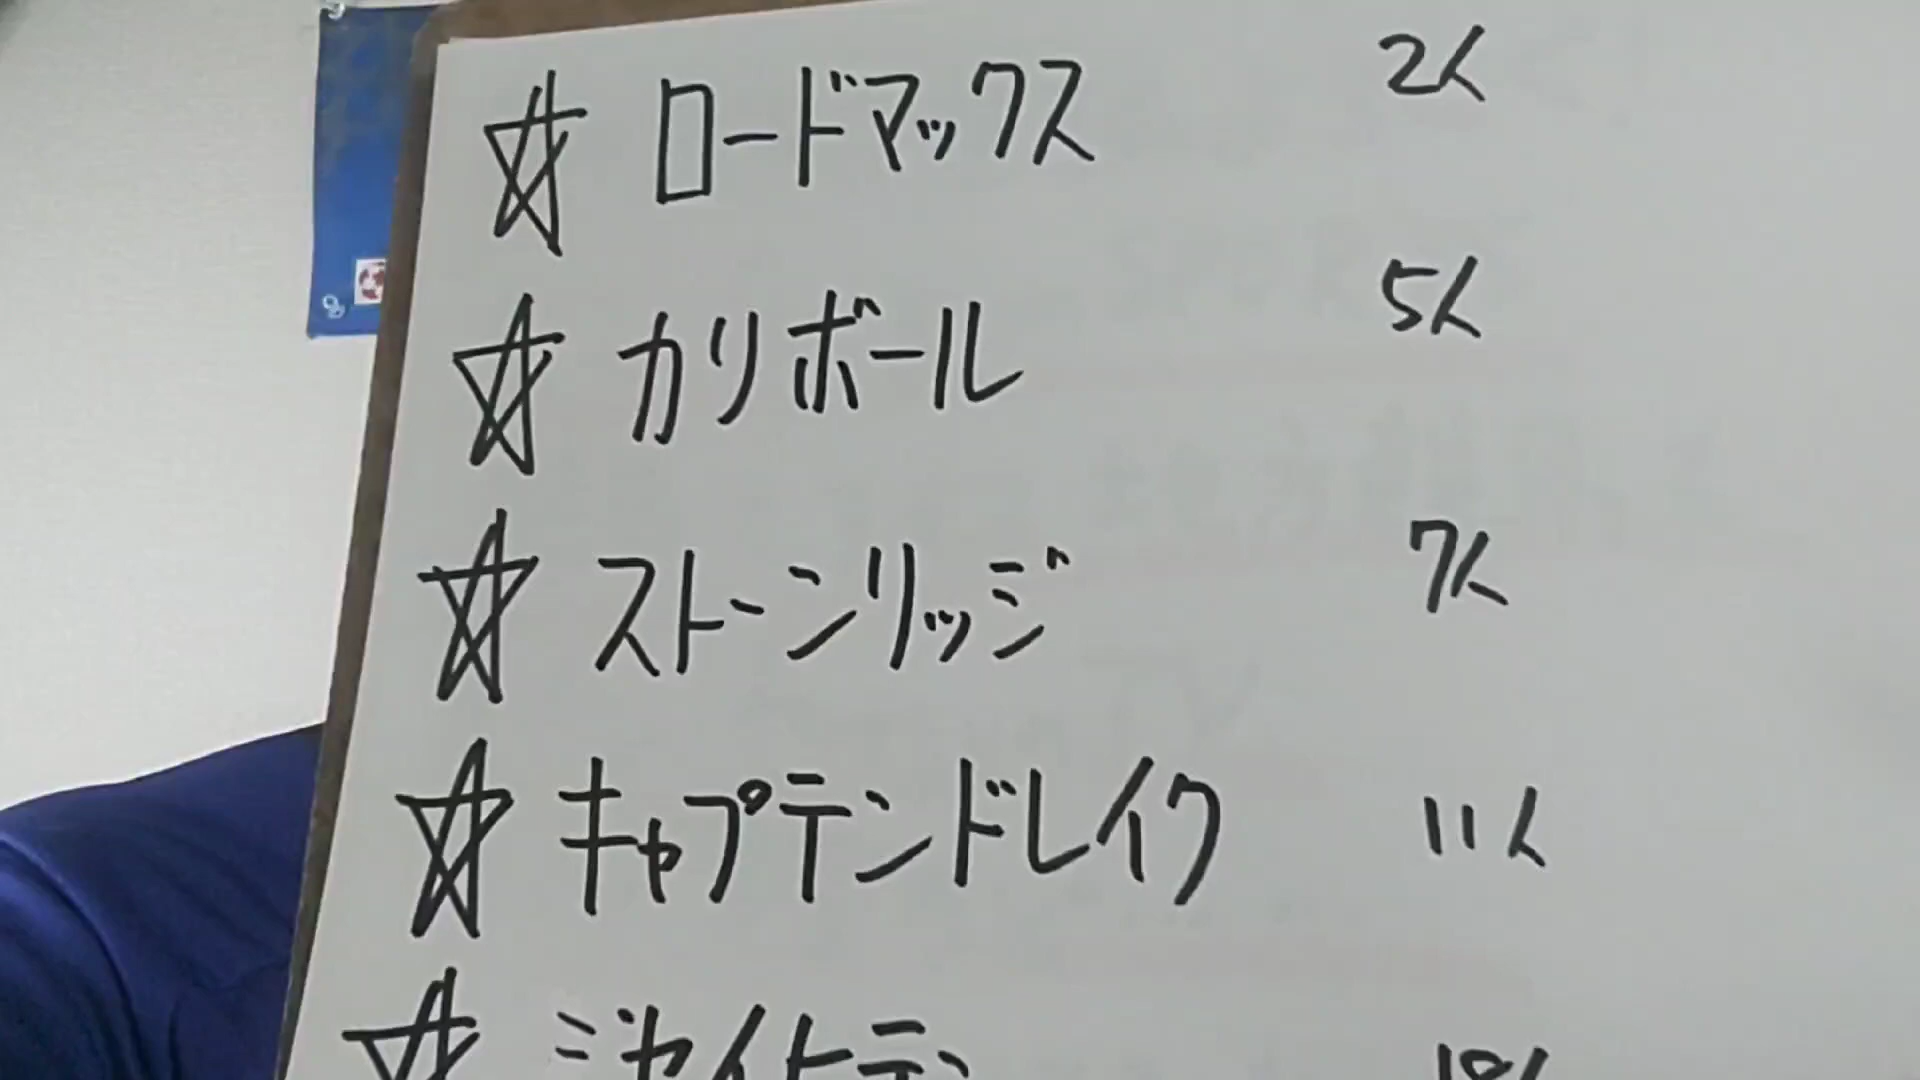 ☆ ロードマックス 2人
☆ カリボール 5人
☆ ストーンリッジ 7人
☆ キャプテンドレイク 11人
☆